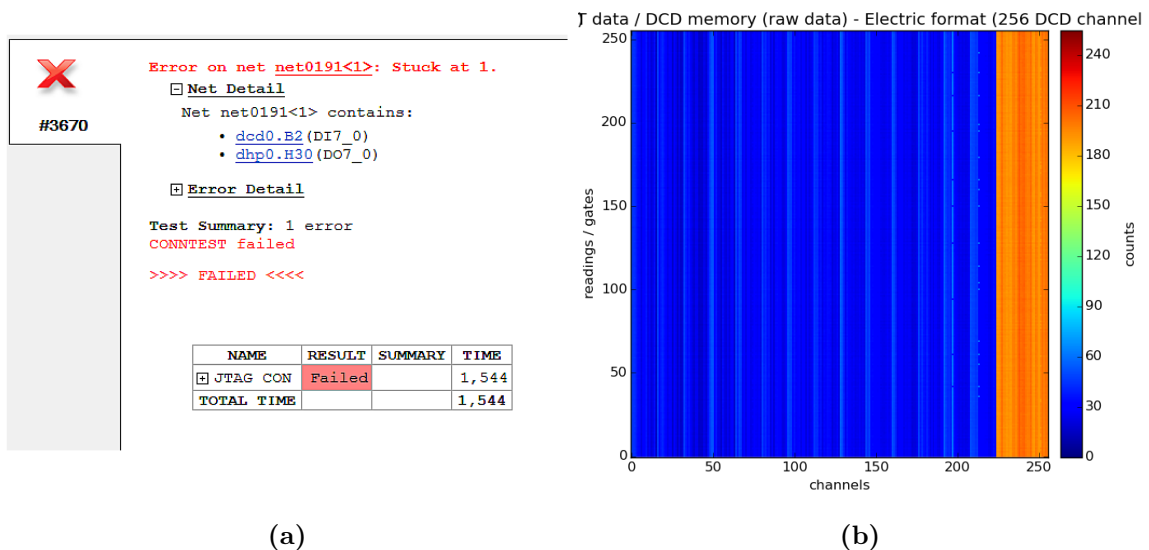 Error on net net0191<1>: Stuck at 1.
Net Detail
Net net0191<1> contains:
• dcd0.B2(DI7_0)
• dhp0.H30(DO7_0)
Error Detail
#3670
Test Summary: 1 error
CONNTEST failed
>>>> FAILED <<<<
NAME RESULT SUMMARY TIME
JTAG CON Failed 1,544
TOTAL TIME 1,544
(a)
T data / DCD memory (raw data) - Electric format (256 DCD channel
250
200
150
100
50
0
readings / gates
0 50 100 150 200 250
channels
240
210
180
150
120
90
60
30
0
counts
(b)